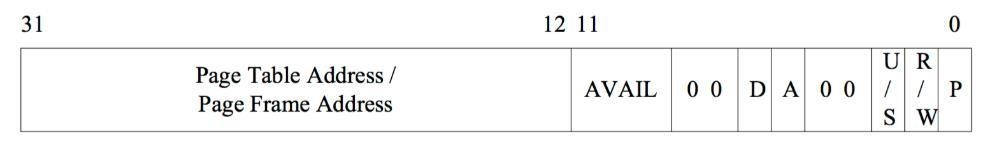 31 12 11 0
Page Table Address /
Page Frame Address
AVAIL
0 0
D
A
0 0
U
/
S
R
/
W
P